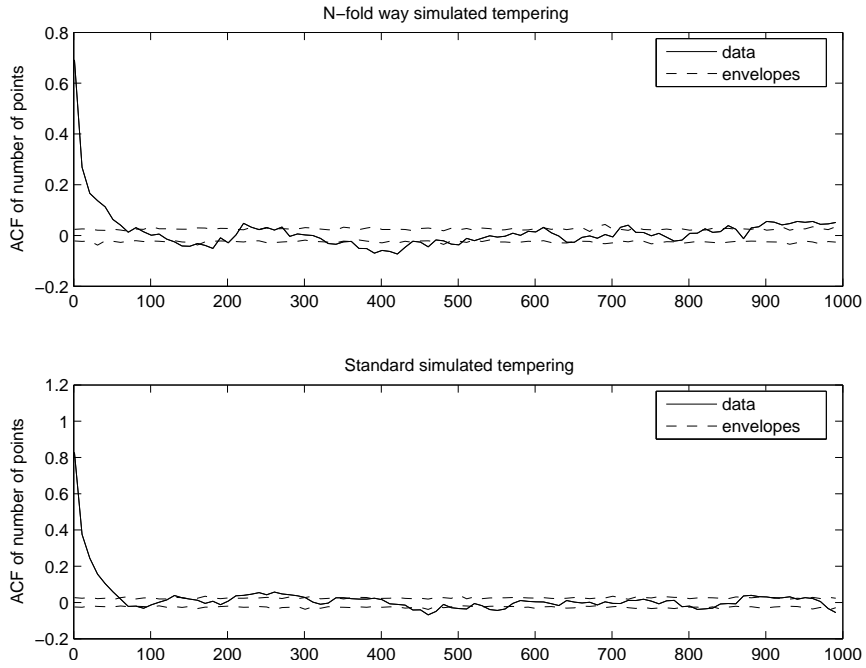 N−fold way simulated tempering
ACF of number of points
0.8
0.6
0.4
0.2
0
−0.2
data
envelopes
0 100 200 300 400 500 600 700 800 900 1000
Standard simulated tempering
ACF of number of points
1.2
1
0.8
0.6
0.4
0.2
0
−0.2
data
envelopes
0 100 200 300 400 500 600 700 800 900 1000